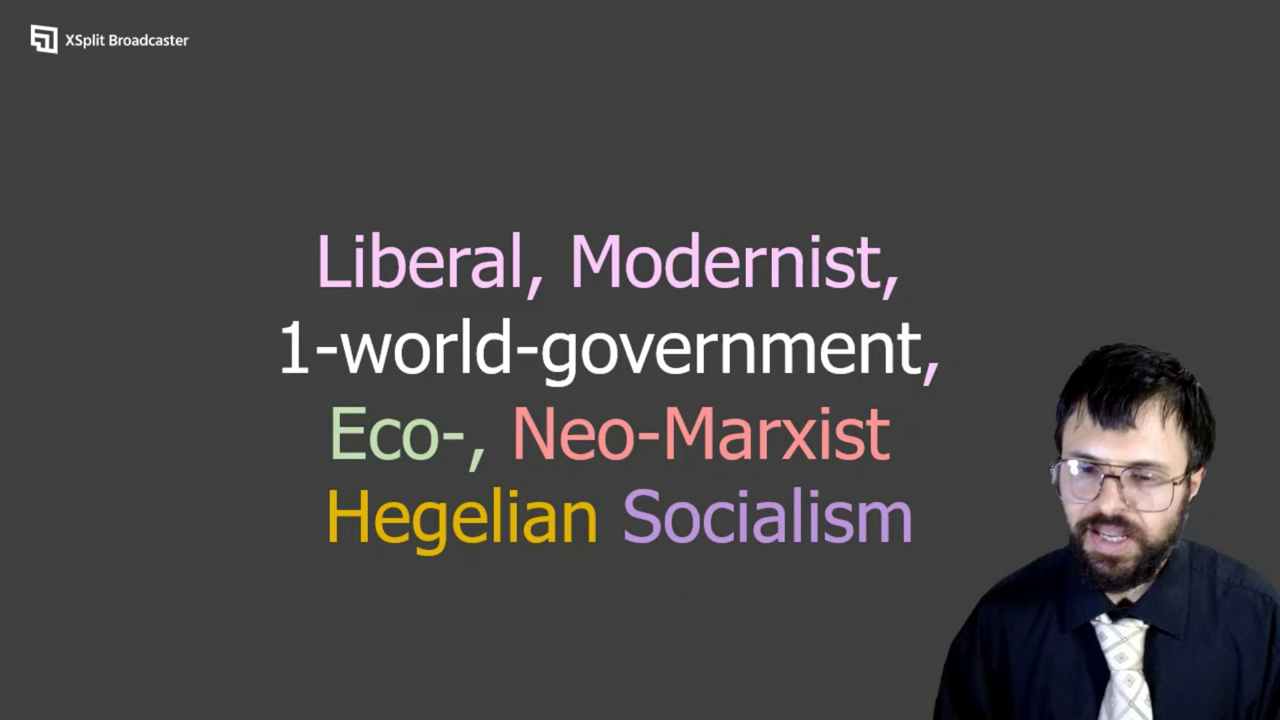 XSplit Broadcaster
Liberal, Modernist,
1-world-government,
Eco-, Neo-Marxist
Hegelian Socialism